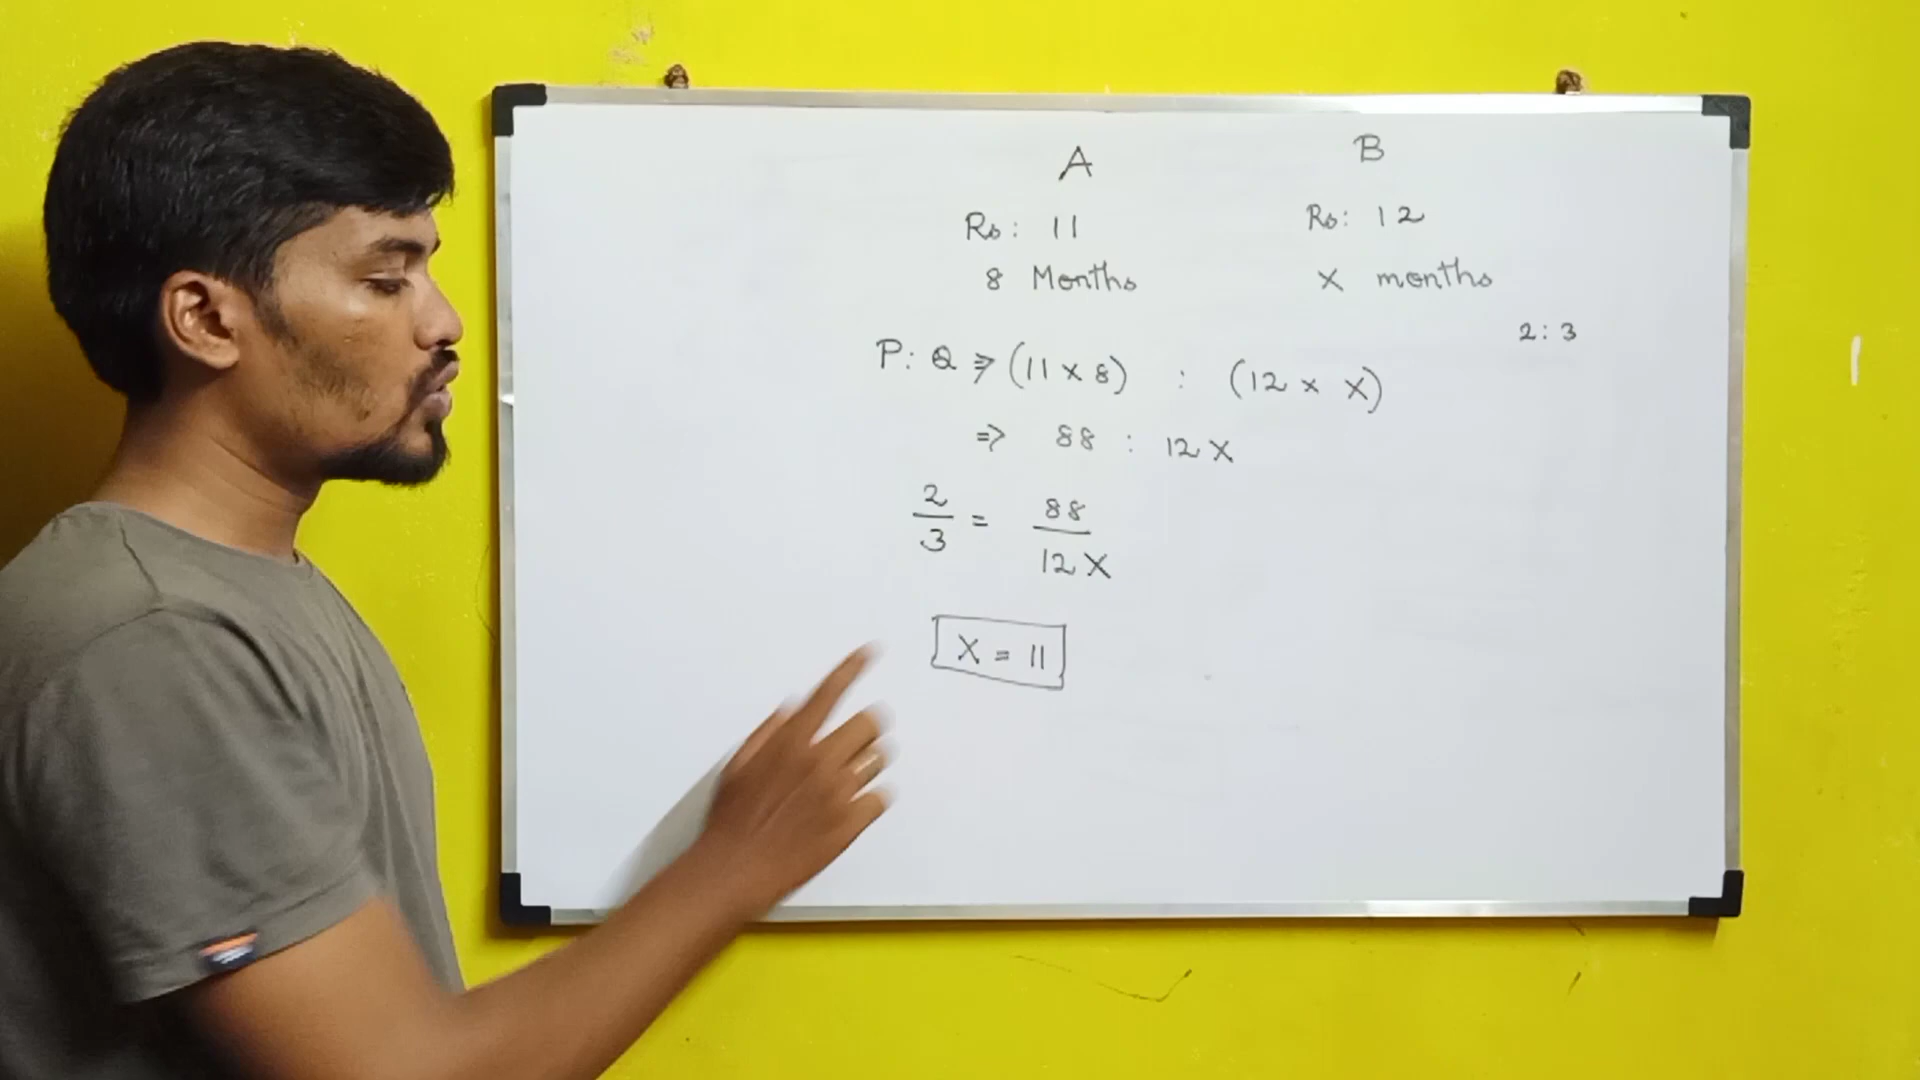 A B
Rs: 11 Rs: 12
8 Months X months
2:3
P:Q ⇒ (11 × 8) : (12 × X)
⇒ 88 : 12X
2/3 = 88/12X
X = 11